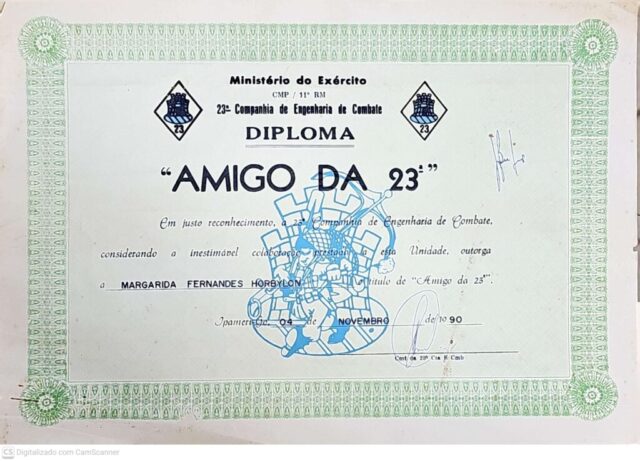 Ministério do Exército
CMP / 11ª RM
23ª Companhia de Engenharia de Combate
DIPLOMA
23
23
"AMIGO DA 23ª"
Em justo reconhecimento, a 23ª Companhia de Engenharia de Combate,
considerando a inestimável colaboração prestada a esta Unidade, outorga
a MARGARIDA FERNANDES HORBYLON o título de "Amigo da 23ª".
Ipameri-Go. 04 de NOVEMBRO de 1990
Cmt da 23ª Cia E Cmb
CS Digitalizado com CamScanner